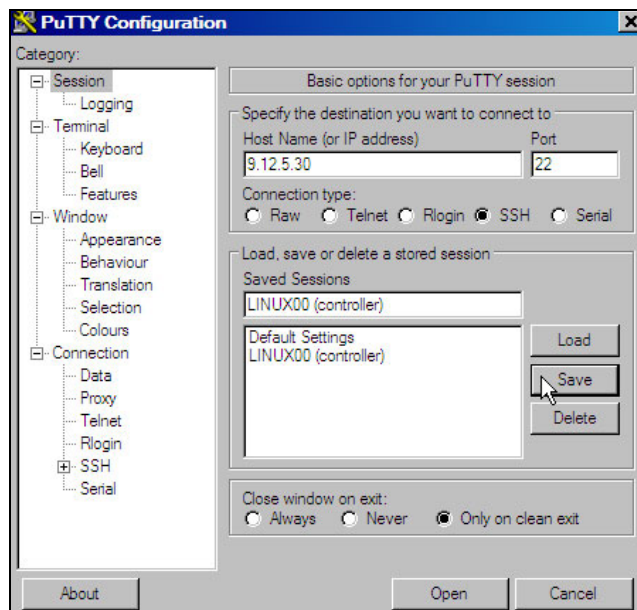 PuTTY Configuration
Category:
Session
Logging
Terminal
Keyboard
Bell
Features
Window
Appearance
Behaviour
Translation
Selection
Colours
Connection
Data
Proxy
Telnet
Rlogin
SSH
Serial
Basic options for your PuTTY session
Specify the destination you want to connect to
Host Name (or IP address) Port
9.12.5.30 22
Connection type:
Raw Telnet Rlogin SSH Serial
Load, save or delete a stored session
Saved Sessions
LINUX00 (controller)
Default Settings
LINUX00 (controller)
Load
Save
Delete
Close window on exit:
Always Never Only on clean exit
About Open Cancel